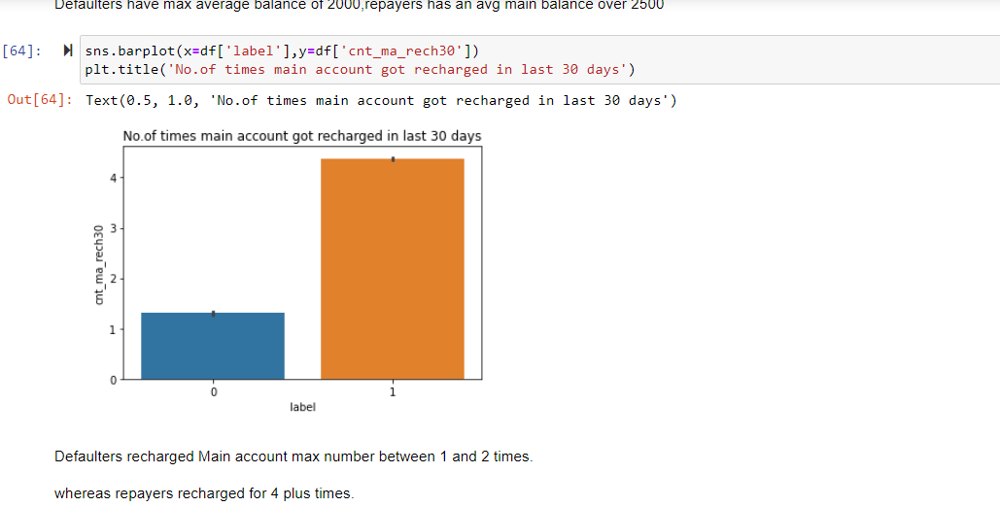 Defaulters have max average balance of 2000,repayers has an avg main balance over 2500
[64]: sns.barplot(x=df['label'],y=df['cnt_ma_rech30'])
plt.title('No.of times main account got recharged in last 30 days')
Out[64]: Text(0.5, 1.0, 'No.of times main account got recharged in last 30 days')
No.of times main account got recharged in last 30 days
4
3
cnt_ma_rech30
2
1
0
0 1
label
Defaulters recharged Main account max number between 1 and 2 times.
whereas repayers recharged for 4 plus times.